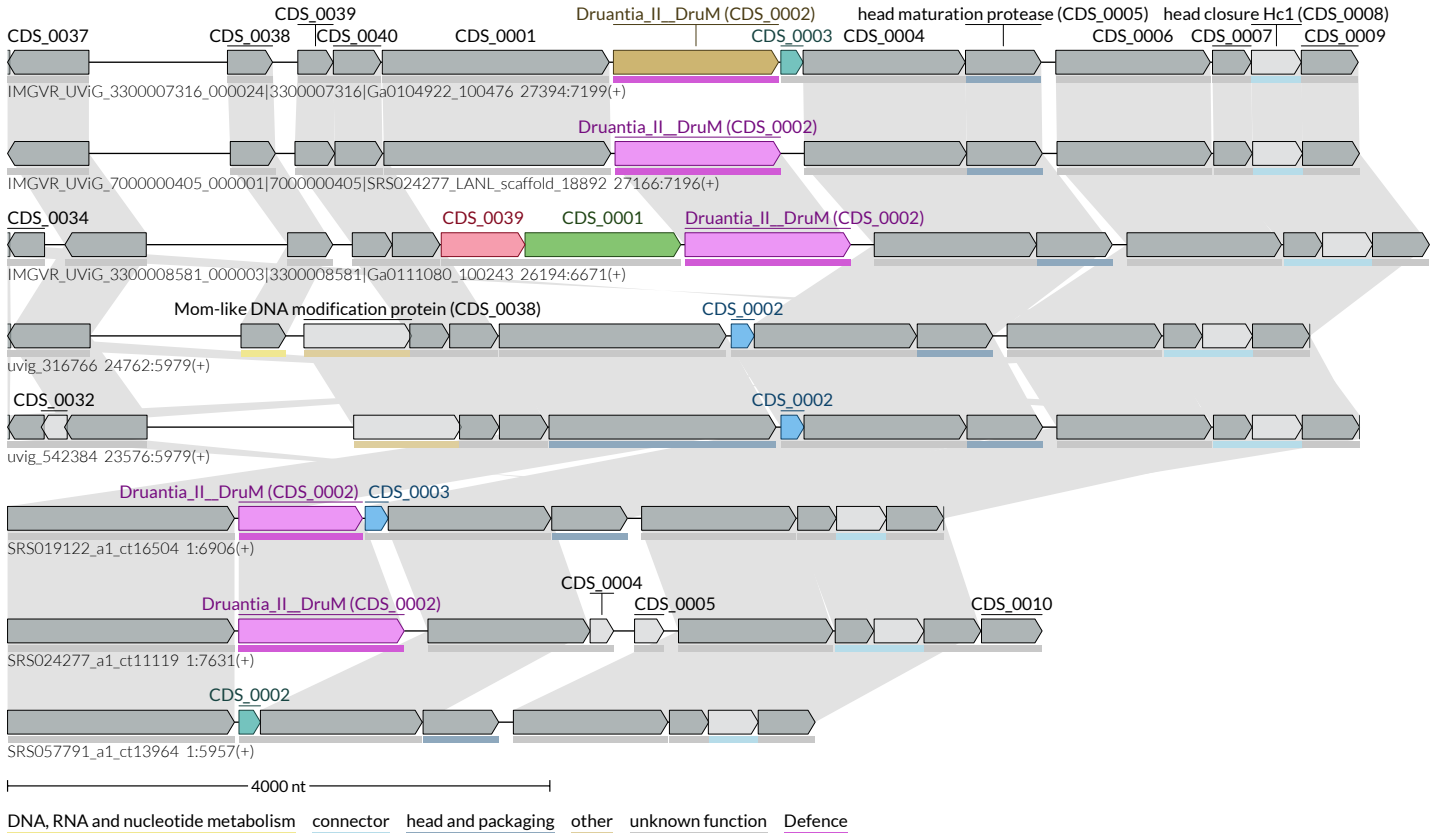 CDS_0039 Druantia_II__DruM (CDS_0002) head maturation protease (CDS_0005) head closure Hc1 (CDS_0008)
CDS_0037 CDS_0038 CDS_0040 CDS_0001 CDS_0003 CDS_0004 CDS_0006 CDS_0007 CDS_0009
IMGVR_UViG_3300007316_000024|3300007316|Ga0104922_100476 27394:7199(+)
Druantia_II__DruM (CDS_0002)
IMGVR_UViG_7000000405_000001|7000000405|SRS024277_LANL_scaffold_18892 27166:7196(+)
CDS_0034 CDS_0039 CDS_0001 Druantia_II__DruM (CDS_0002)
IMGVR_UViG_3300008581_000003|3300008581|Ga0111080_100243 26194:6671(+)
Mom-like DNA modification protein (CDS_0038) CDS_0002
uvig_316766 24762:5979(+)
CDS_0032 CDS_0002
uvig_542384 23576:5979(+)
Druantia_II__DruM (CDS_0002) CDS_0003
SRS019122_a1_ct16504 1:6906(+)
CDS_0004
Druantia_II__DruM (CDS_0002) CDS_0005 CDS_0010
SRS024277_a1_ct11119 1:7631(+)
CDS_0002
SRS057791_a1_ct13964 1:5957(+)
4000 nt
DNA, RNA and nucleotide metabolism connector head and packaging other unknown function Defence